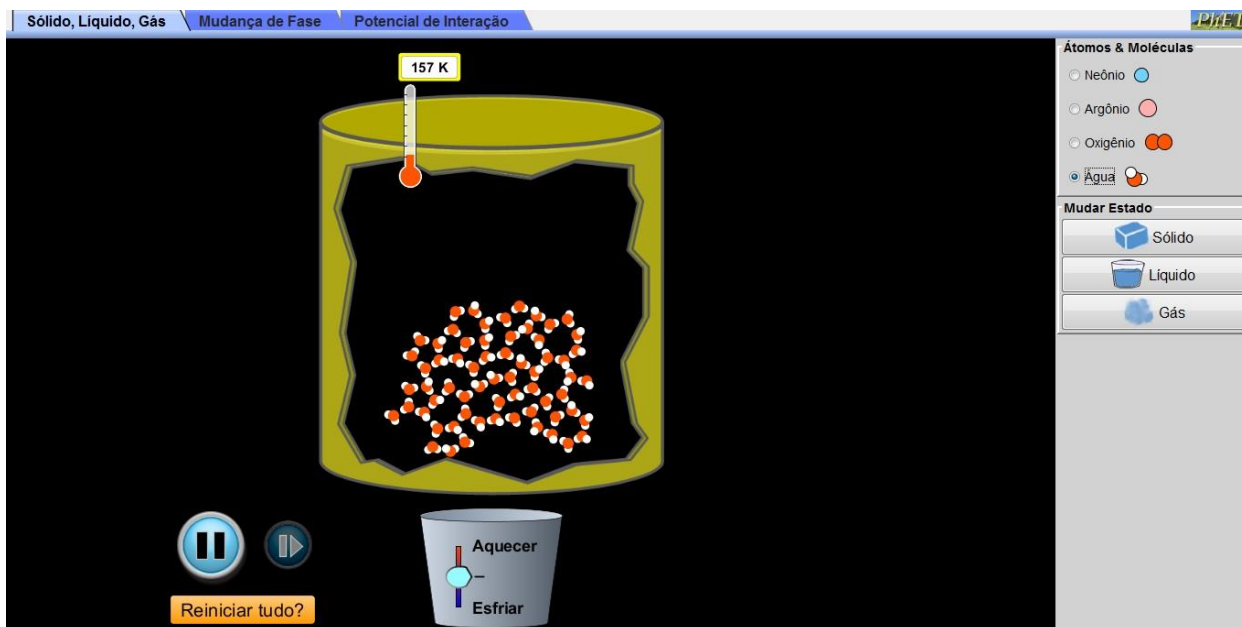 Sólido, Líquido, Gás
Mudança de Fase
Potencial de Interação
PhET
157 K
Átomos & Moléculas
Neônio
Argônio
Oxigênio
Água
Mudar Estado
Sólido
Líquido
Gás
Aquecer
Esfriar
Reiniciar tudo?